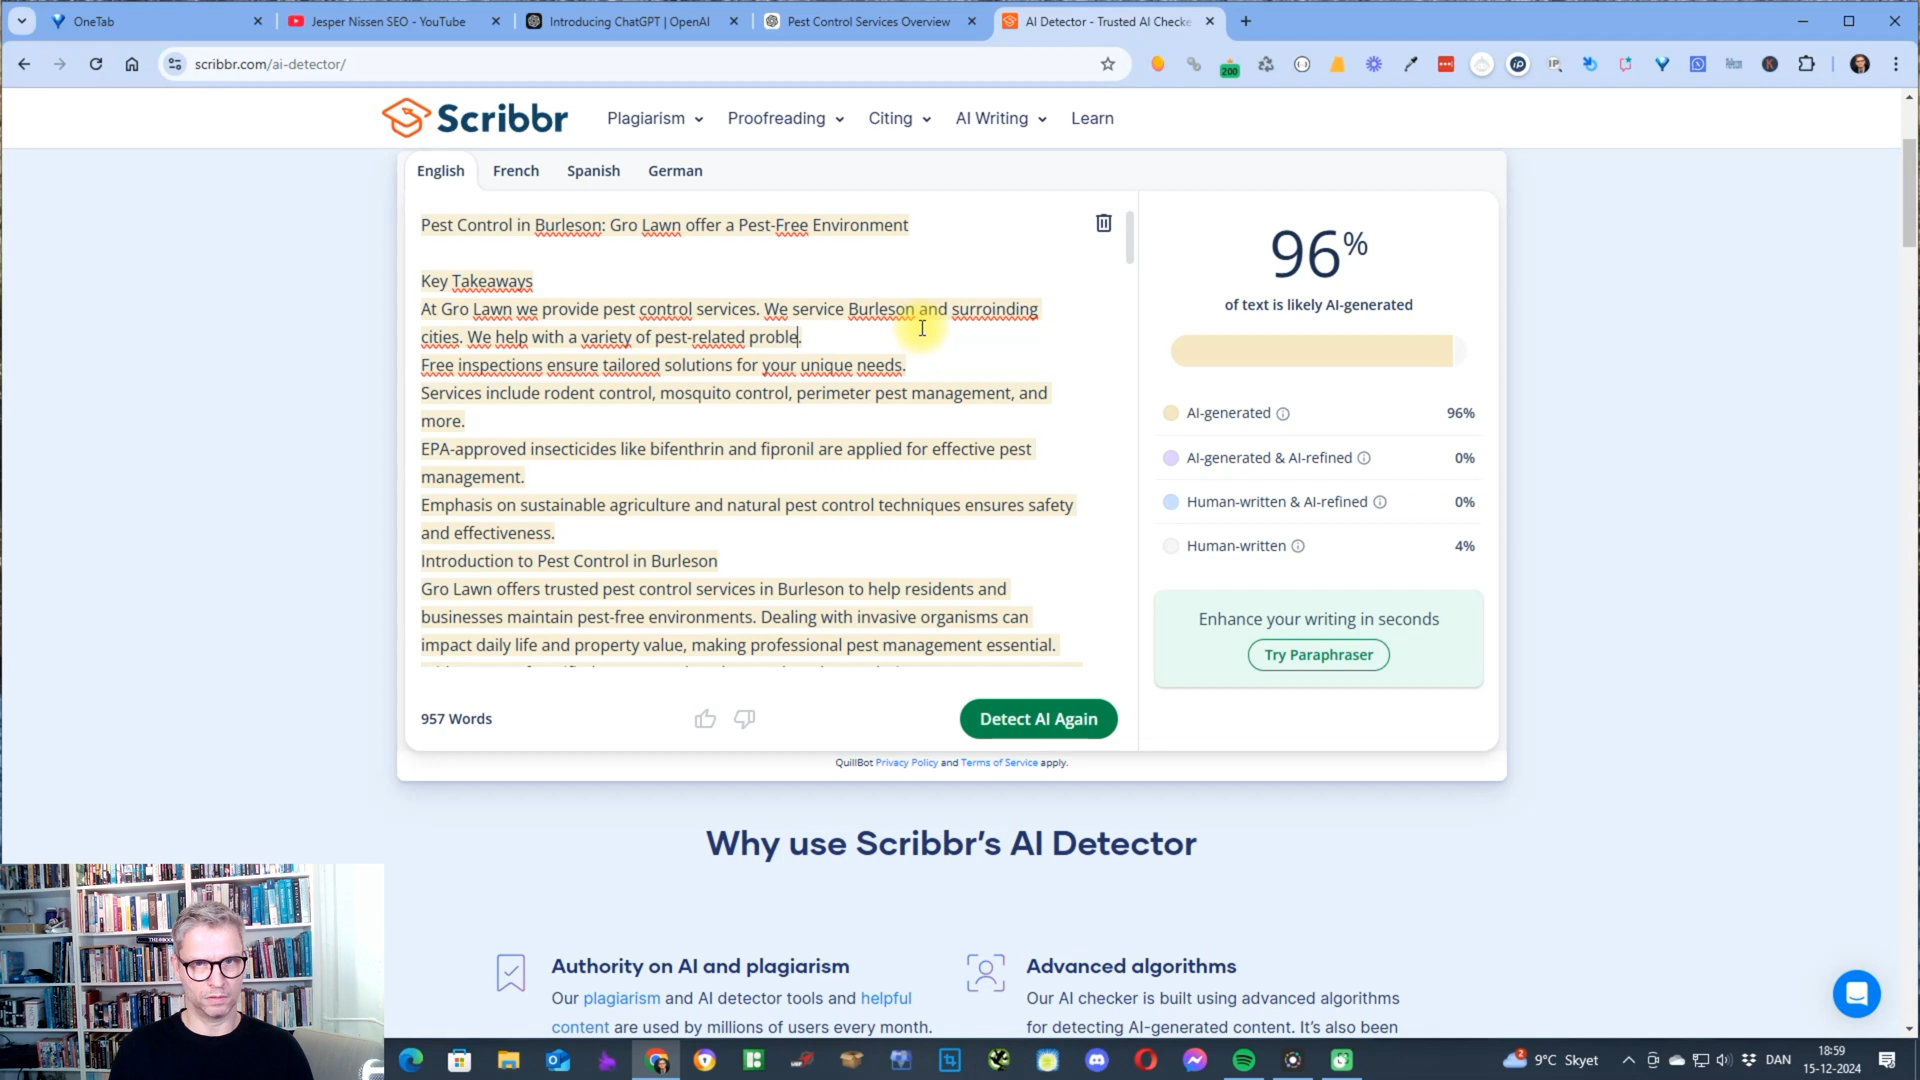 OneTab
Jesper Nissen SEO - YouTube
Introducing ChatGPT | OpenAI
Pest Control Services Overview
AI Detector - Trusted AI Checke
scribbr.com/ai-detector/
200
Scribbr
Plagiarism
Proofreading
Citing
AI Writing
Learn
English
French
Spanish
German
Pest Control in Burleson: Gro Lawn offer a Pest-Free Environment
Key Takeaways
At Gro Lawn we provide pest control services. We service Burleson and surroinding
cities. We help with a variety of pest-related proble.
Free inspections ensure tailored solutions for your unique needs.
Services include rodent control, mosquito control, perimeter pest management, and
more.
EPA-approved insecticides like bifenthrin and fipronil are applied for effective pest
management.
Emphasis on sustainable agriculture and natural pest control techniques ensures safety
and effectiveness.
Introduction to Pest Control in Burleson
Gro Lawn offers trusted pest control services in Burleson to help residents and
businesses maintain pest-free environments. Dealing with invasive organisms can
impact daily life and property value, making professional pest management essential.
957 Words
Detect AI Again
96%
of text is likely AI-generated
AI-generated 96%
AI-generated & AI-refined 0%
Human-written & AI-refined 0%
Human-written 4%
Enhance your writing in seconds
Try Paraphraser
QuillBot Privacy Policy and Terms of Service apply.
Why use Scribbr's AI Detector
Authority on AI and plagiarism
Our plagiarism and AI detector tools and helpful
content are used by millions of users every month.
Advanced algorithms
Our AI checker is built using advanced algorithms
for detecting AI-generated content. It's also been
2
9°C Skyet
DAN
18:59
15-12-2024